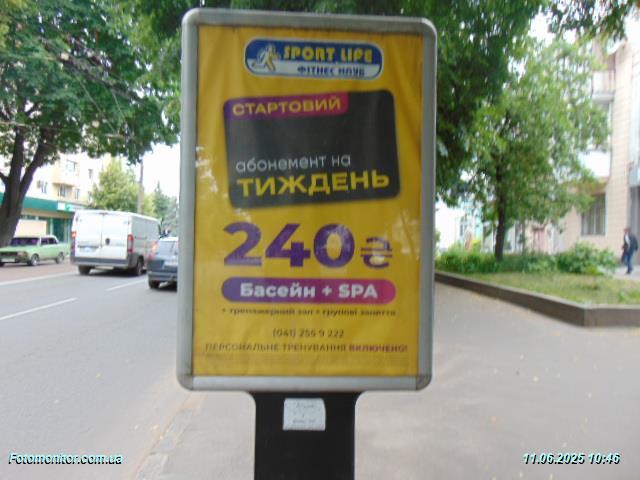 SPORT LIFE
ФІТНЕС КЛУБ
СТАРТОВИЙ
абонемент на
ТИЖДЕНЬ
240₴
Басейн + SPA
+ тренажерний зал + групові заняття
(041) 255 9 222
ПЕРСОНАЛЬНЕ ТРЕНУВАННЯ ВКЛЮЧЕНО!
Fotomonitor.com.ua
11.06.2025 10:46